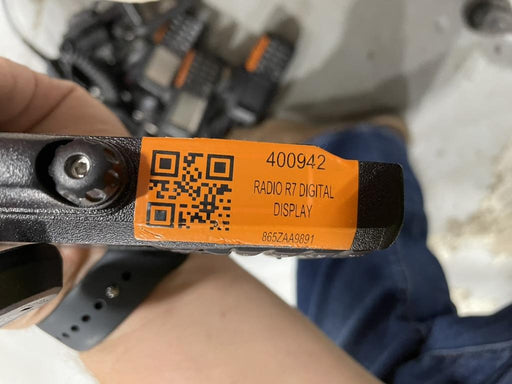 400942
RADIO R7 DIGITAL
DISPLAY
865ZAA9891